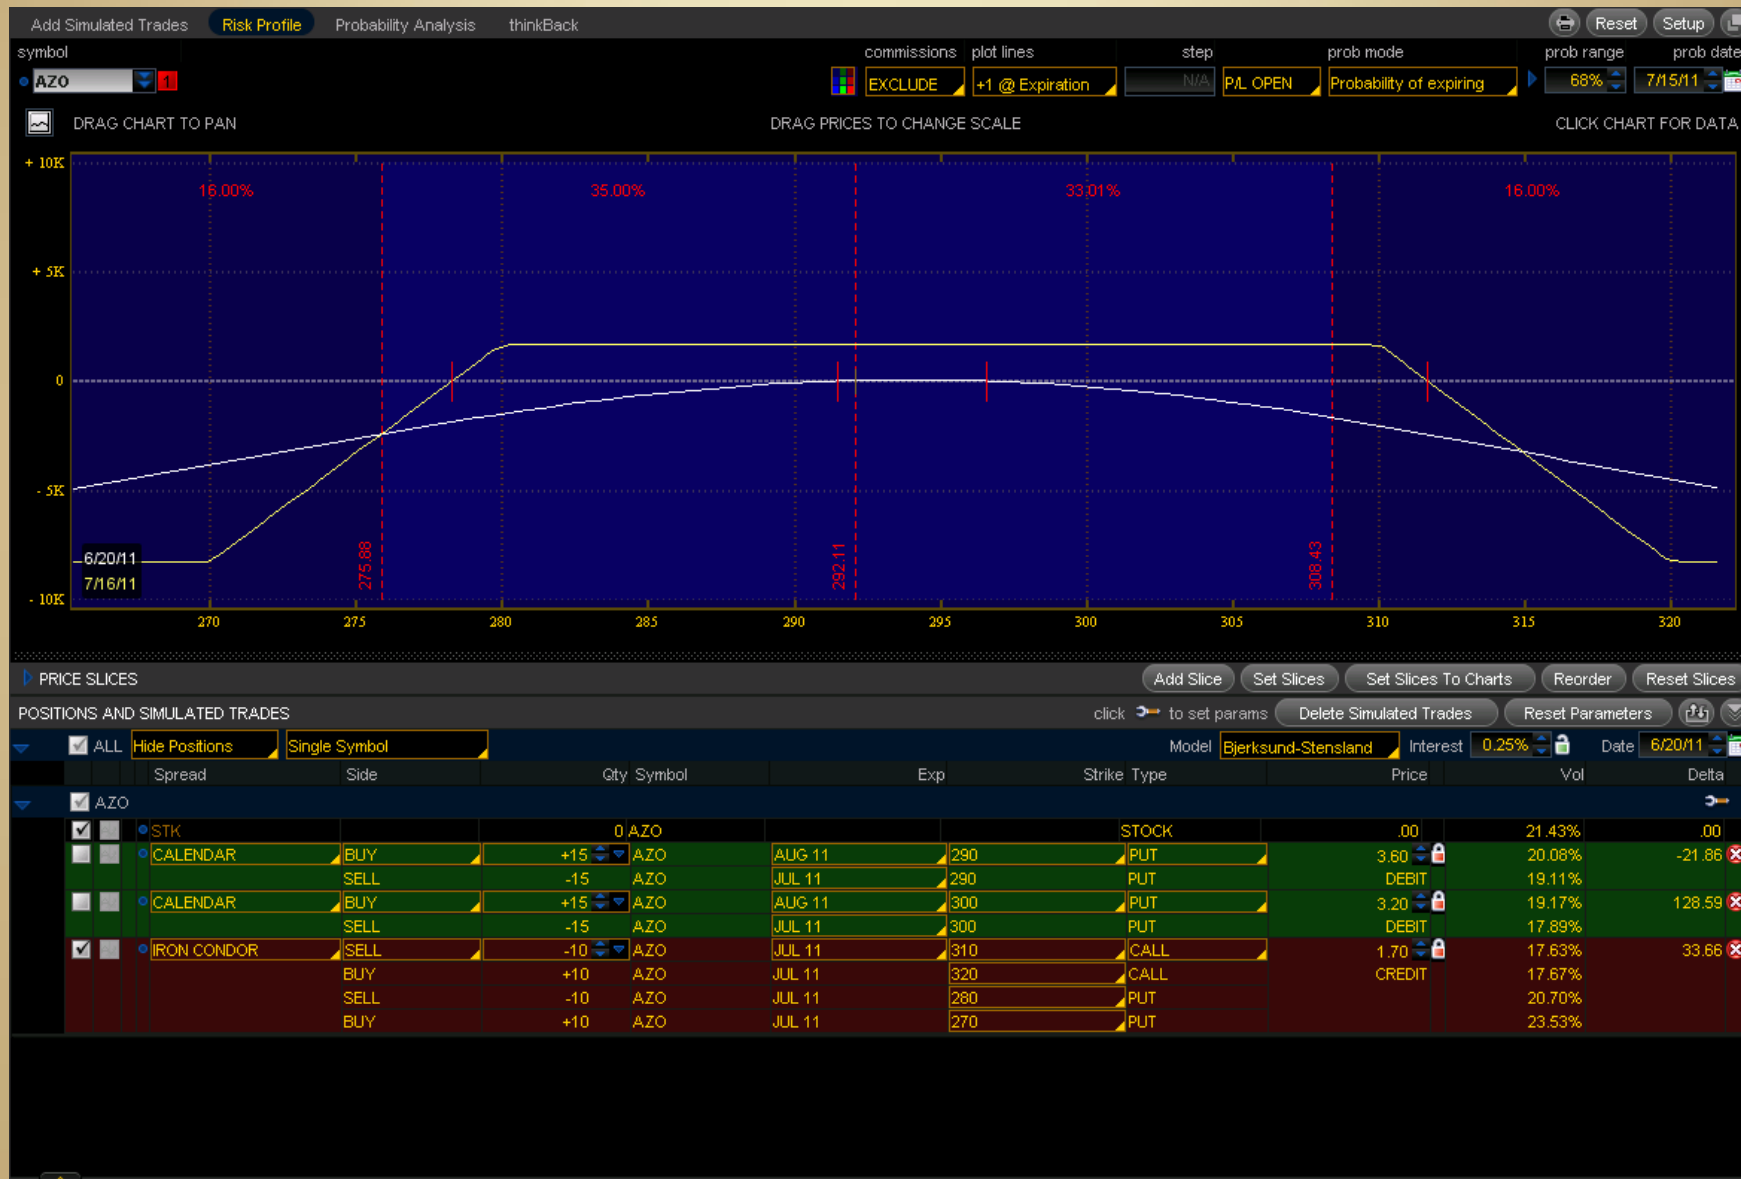 Add Simulated Trades Risk Profile Probability Analysis thinkBack Reset Setup
symbol commissions plot lines step prob mode prob range prob date
AZO 1 EXCLUDE +1 @ Expiration N/A P/L OPEN Probability of expiring 68% 7/15/11
DRAG CHART TO PAN DRAG PRICES TO CHANGE SCALE CLICK CHART FOR DATA
+ 10K
16.00% 35.00% 33.01% 16.00%
+ 5K
0
- 5K
275.88 292.11 308.43
6/20/11
7/16/11
- 10K
270 275 280 285 290 295 300 305 310 315 320
PRICE SLICES Add Slice Set Slices Set Slices To Charts Reorder Reset Slices
POSITIONS AND SIMULATED TRADES click to set params Delete Simulated Trades Reset Parameters
ALL Hide Positions Single Symbol Model Bjerksund-Stensland Interest 0.25% Date 6/20/11
Spread Side Qty Symbol Exp Strike Type Price Vol Delta
AZO
STK 0 AZO STOCK .00 21.43% .00
CALENDAR BUY +15 AZO AUG 11 290 PUT 3.60 20.08% -21.86
SELL -15 AZO JUL 11 290 PUT DEBIT 19.11%
CALENDAR BUY +15 AZO AUG 11 300 PUT 3.20 19.17% 128.59
SELL -15 AZO JUL 11 300 PUT DEBIT 17.89%
IRON CONDOR SELL -10 AZO JUL 11 310 CALL 1.70 17.63% 33.66
BUY +10 AZO JUL 11 320 CALL CREDIT 17.67%
SELL -10 AZO JUL 11 280 PUT 20.70%
BUY +10 AZO JUL 11 270 PUT 23.53%